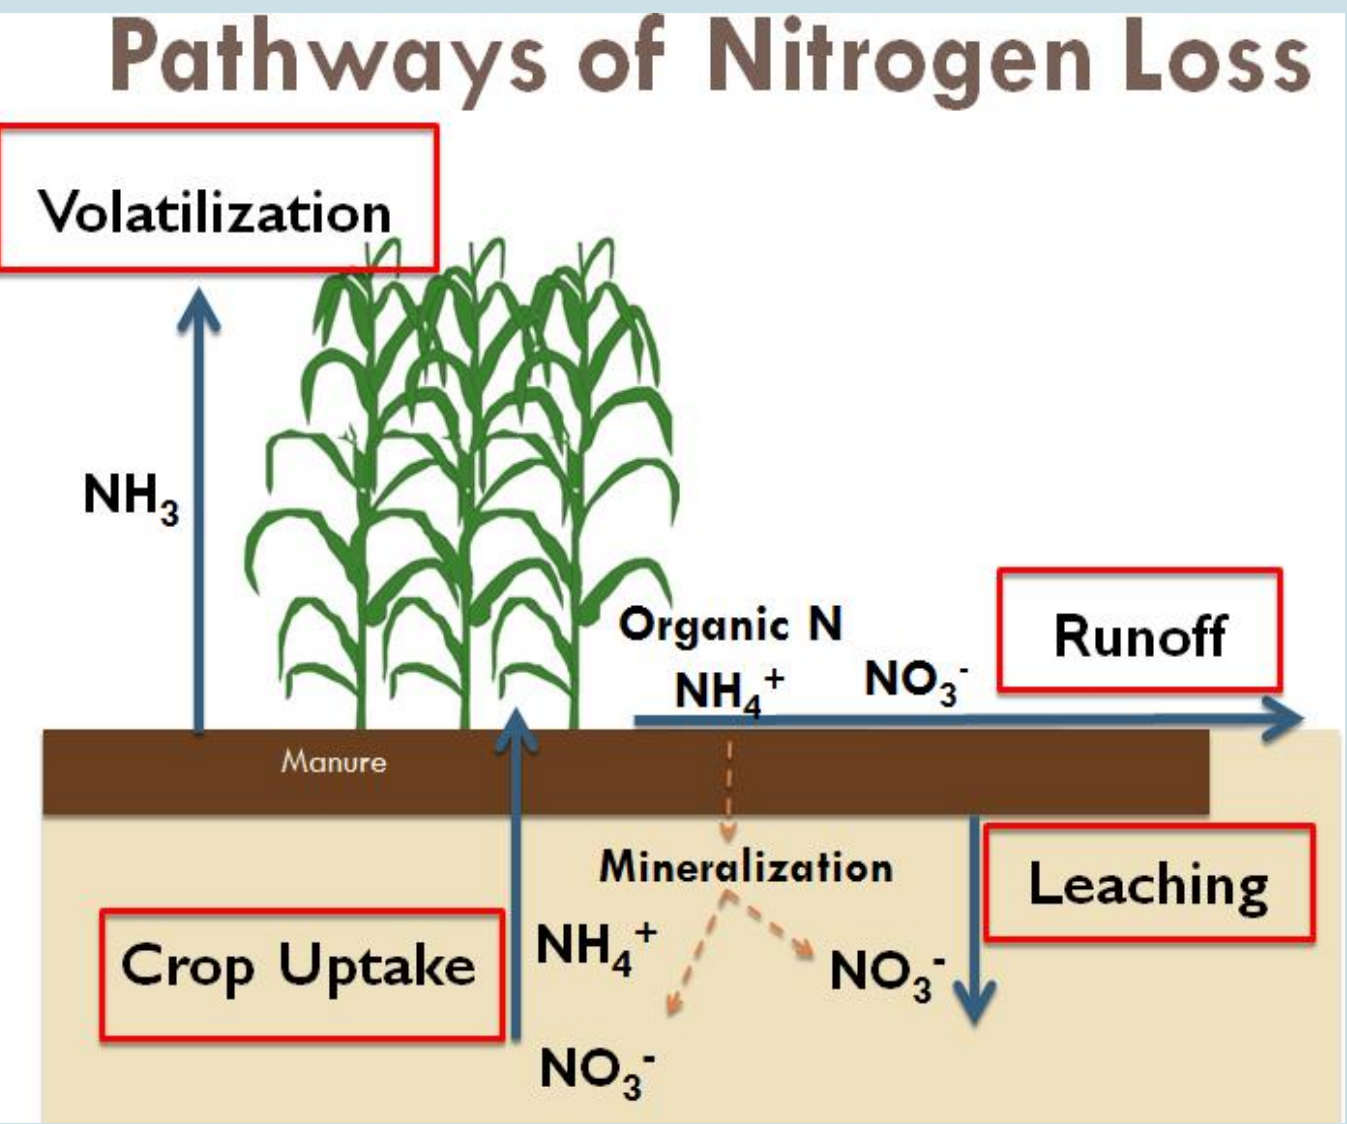 Pathways of Nitrogen Loss
Volatilization
NH₃
Organic N
NH₄⁺
NO₃⁻
Runoff
Manure
Mineralization
Leaching
Crop Uptake
NH₄⁺
NO₃⁻
NO₃⁻